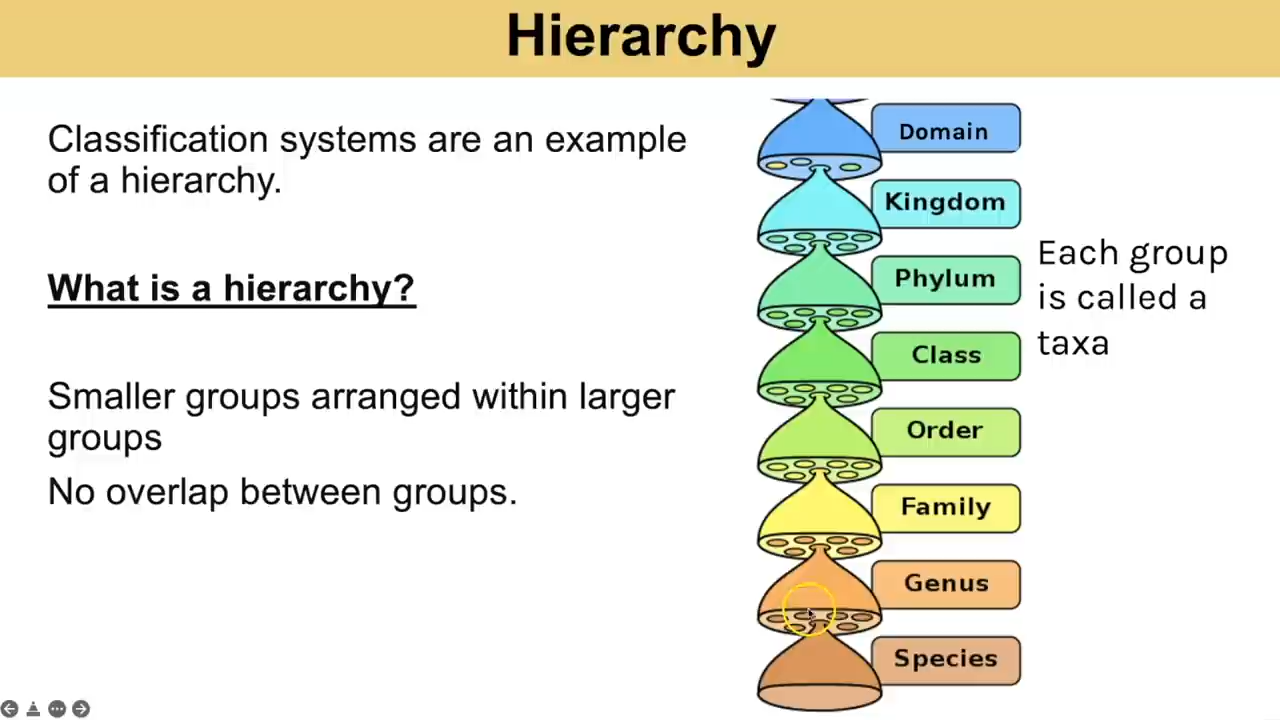 Hierarchy
Classification systems are an example
of a hierarchy.
What is a hierarchy?
Smaller groups arranged within larger
groups
No overlap between groups.
Domain
Kingdom
Phylum
Class
Order
Family
Genus
Species
Each group
is called a
taxa